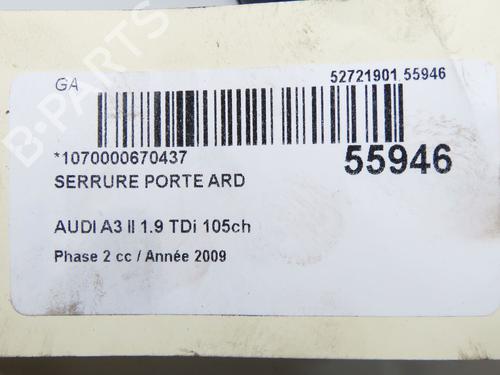 GA
52721901 55946
*1070000670437
55946
SERRURE PORTE ARD
AUDI A3 II 1.9 TDi 105ch
Phase 2 cc / Année 2009
B-PARTS